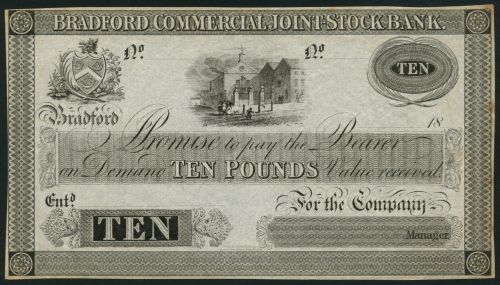 BRADFORD COMMERCIAL JOINT-STOCK BANK.
No No
TEN
Bradford 18
I Promise to pay the Bearer
on Demand TEN POUNDS Value received.
Entd. For the Company
TEN
Manager